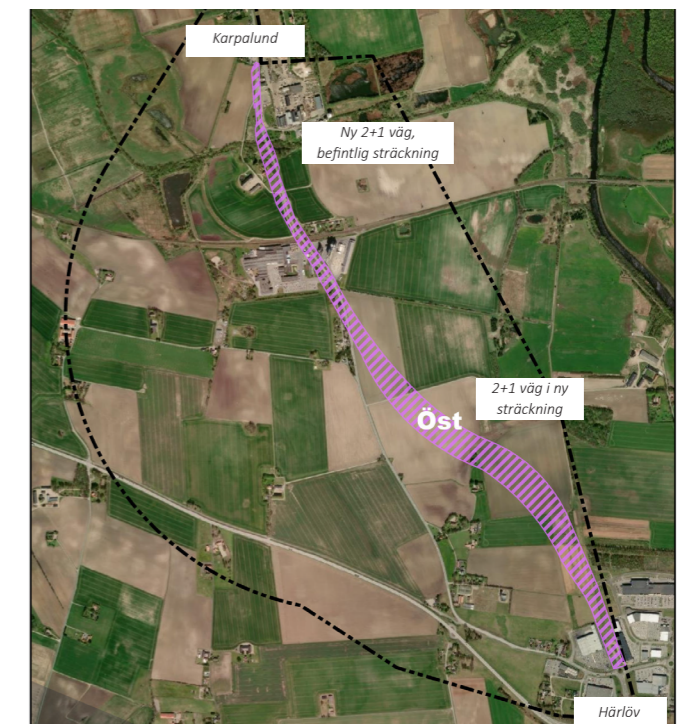 Karpalund
Ny 2+1 väg,
befintlig sträckning
2+1 väg i ny
sträckning
Öst
Härlöv